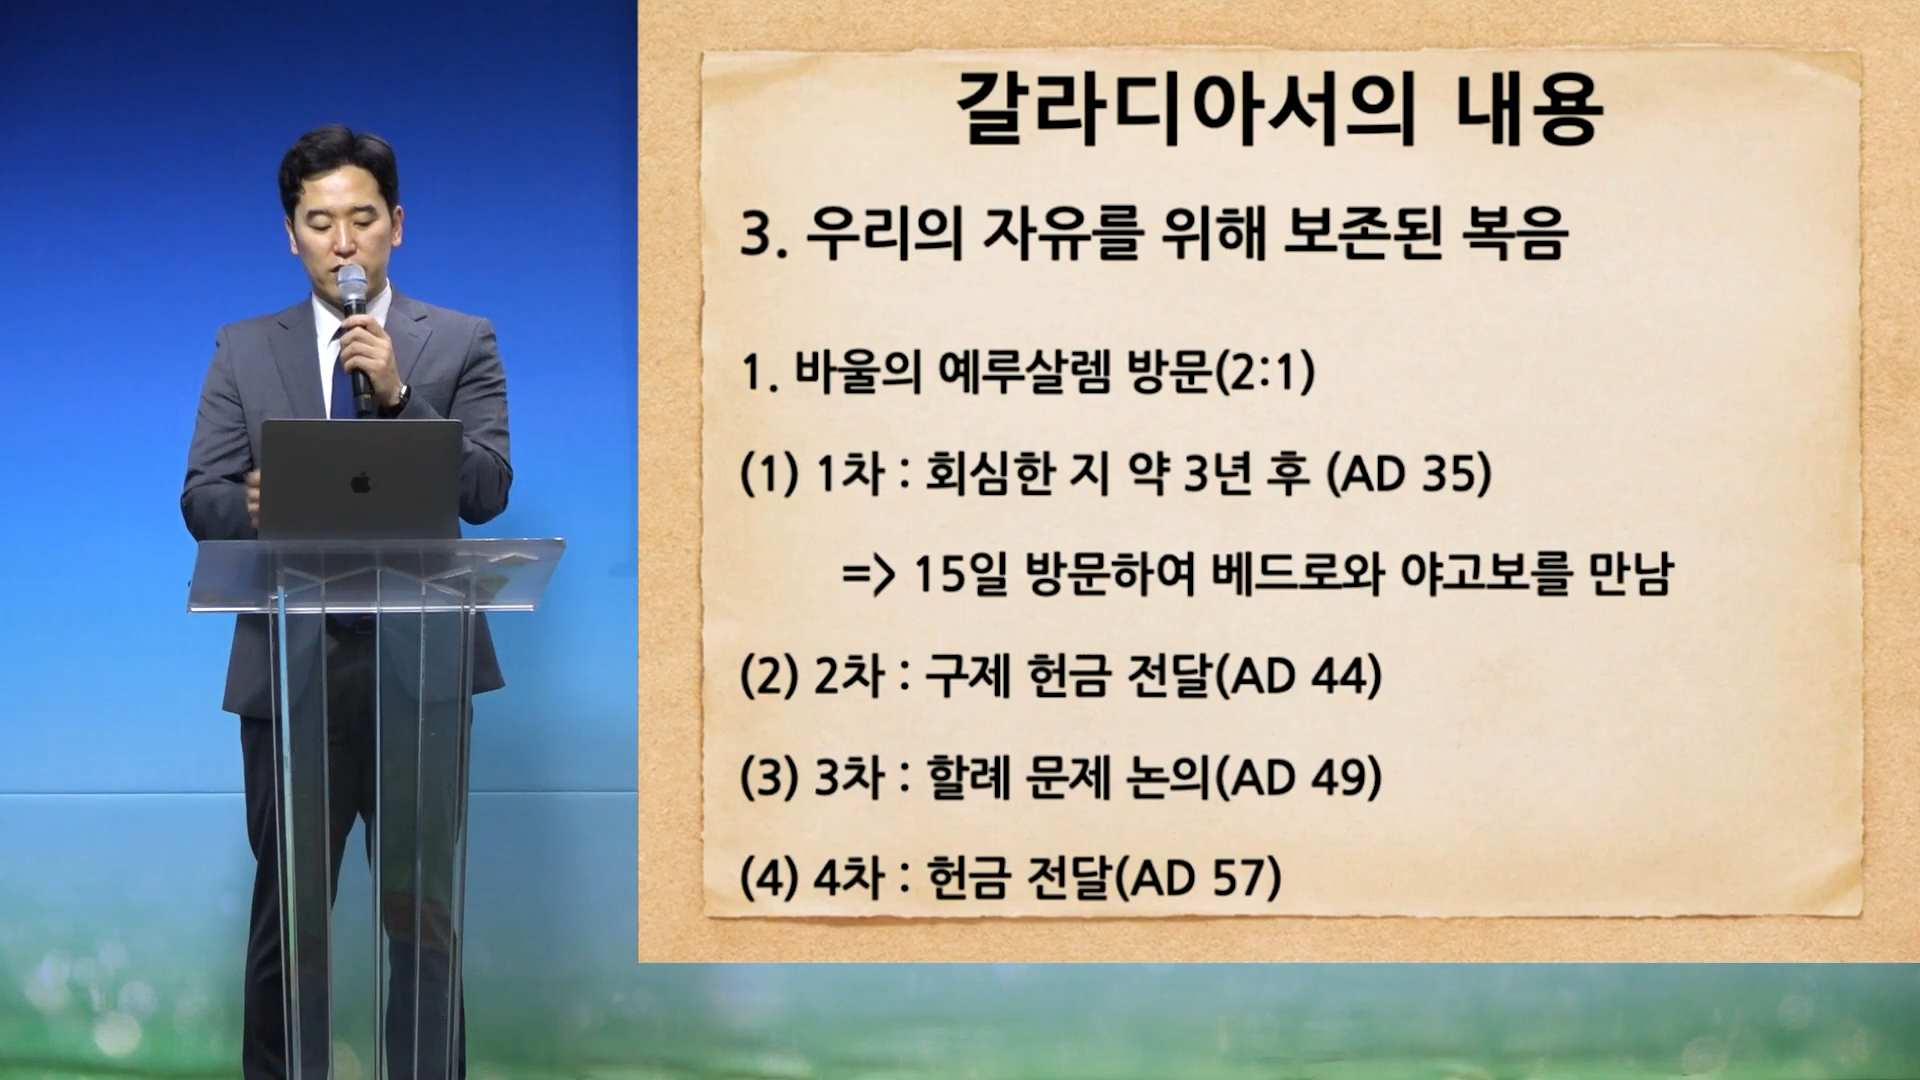 갈라디아서의 내용
3. 우리의 자유를 위해 보존된 복음
1. 바울의 예루살렘 방문(2:1)
(1) 1차 : 회심한 지 약 3년 후 (AD 35)
=> 15일 방문하여 베드로와 야고보를 만남
(2) 2차 : 구제 헌금 전달(AD 44)
(3) 3차 : 할례 문제 논의(AD 49)
(4) 4차 : 헌금 전달(AD 57)